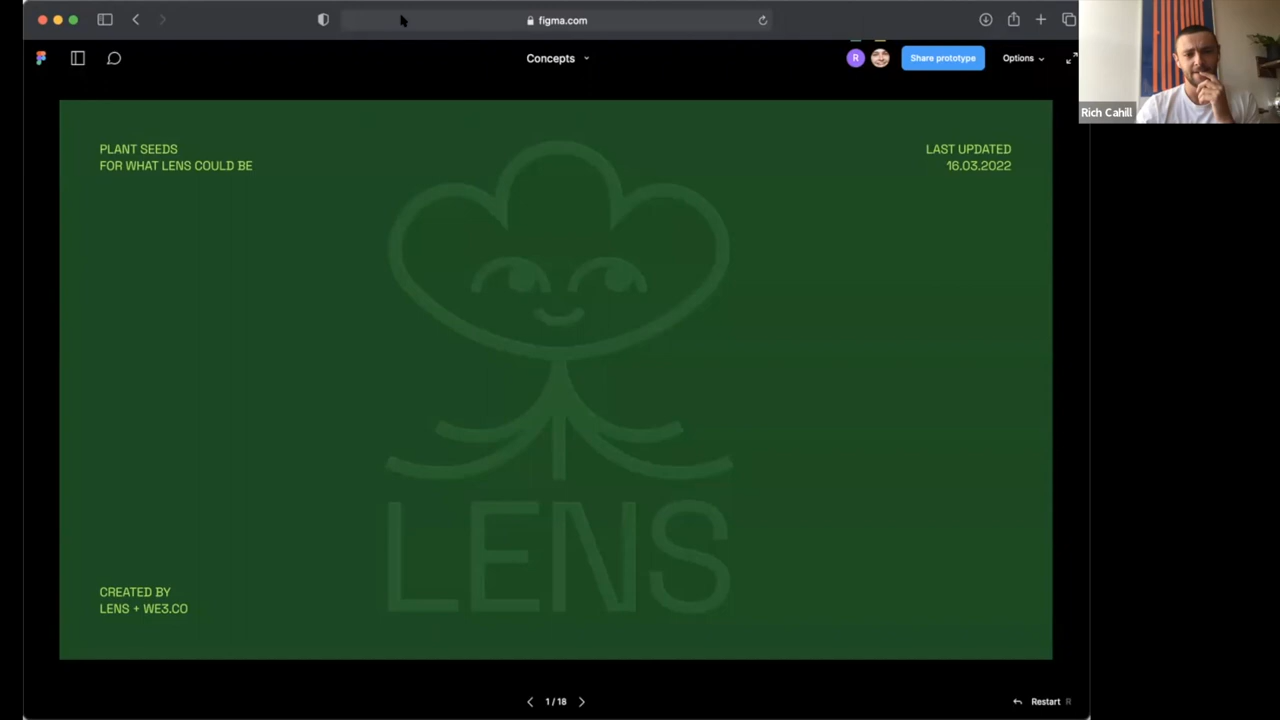 figma.com
Concepts
R
Share prototype
Options
Rich Cahill
PLANT SEEDS
FOR WHAT LENS COULD BE
LAST UPDATED
16.03.2022
LENS
CREATED BY
LENS + WE3.CO
1 / 18
Restart R